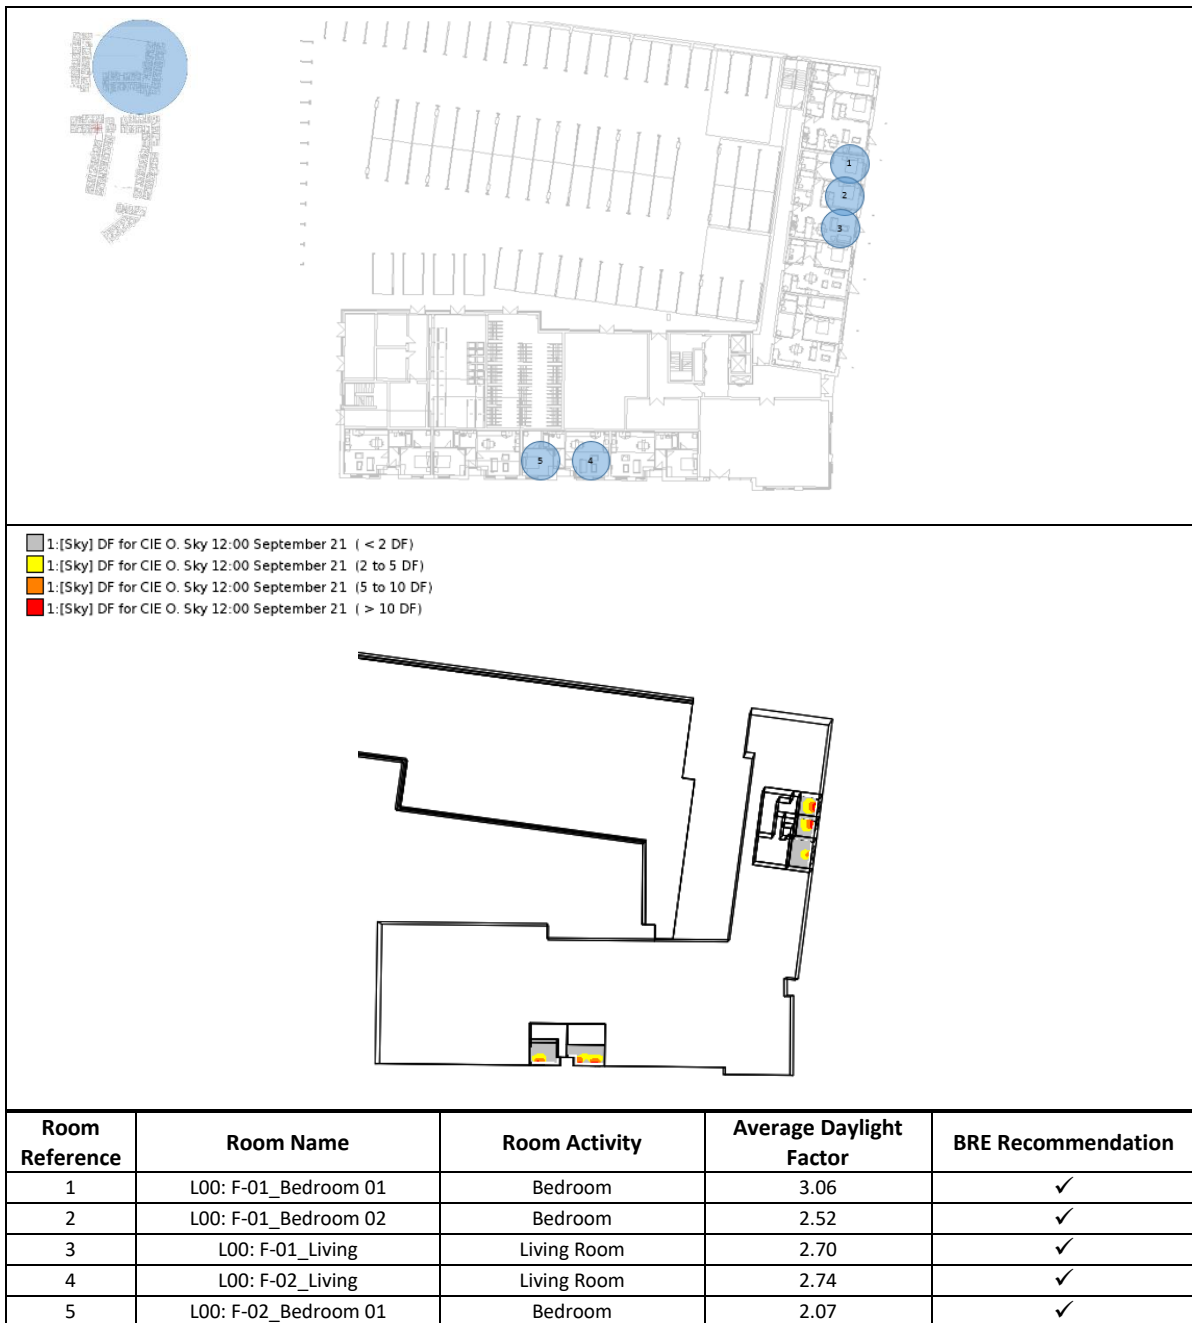 1
2
3
5
4
1:[Sky] DF for CIE O. Sky 12:00 September 21 ( < 2 DF)
1:[Sky] DF for CIE O. Sky 12:00 September 21 (2 to 5 DF)
1:[Sky] DF for CIE O. Sky 12:00 September 21 (5 to 10 DF)
1:[Sky] DF for CIE O. Sky 12:00 September 21 ( > 10 DF)
Room Reference Room Name Room Activity Average Daylight Factor BRE Recommendation
1 L00: F-01_Bedroom 01 Bedroom 3.06 ✓
2 L00: F-01_Bedroom 02 Bedroom 2.52 ✓
3 L00: F-01_Living Living Room 2.70 ✓
4 L00: F-02_Living Living Room 2.74 ✓
5 L00: F-02_Bedroom 01 Bedroom 2.07 ✓